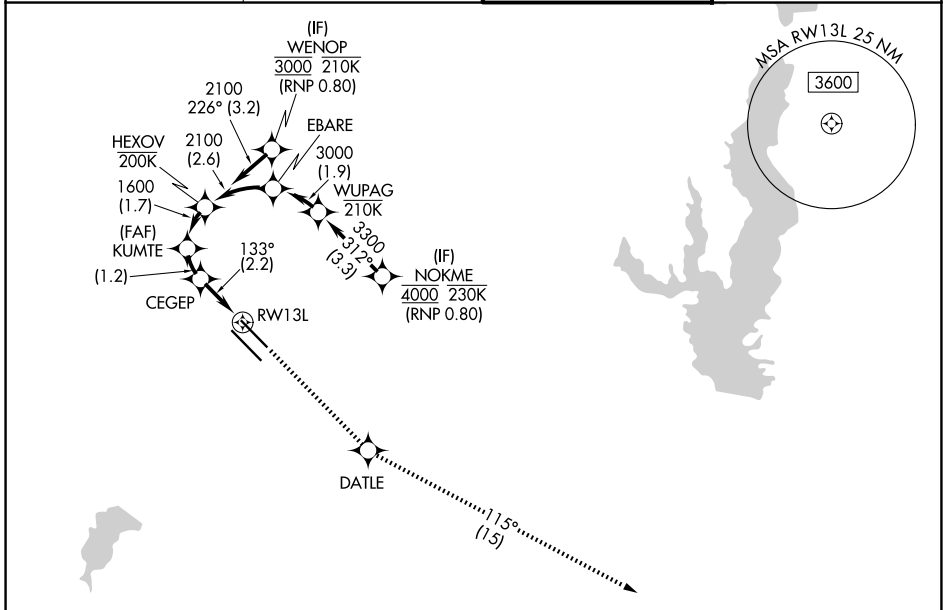 (IF)
WENOP
3000 210K
(RNP 0.80)
2100
226° (3.2)
EBARE
HEXOV
200K
2100
(2.6)
3000
(1.9)
WUPAG
210K
1600
(1.7)
(FAF)
KUMTE
3300
312°
(3.3)
(IF)
NOKME
4000 230K
(RNP 0.80)
133°
(2.2)
(1.2)
CEGEP
RW13L
DATLE
115°
(15)
MSA RW13L 25 NM
3600